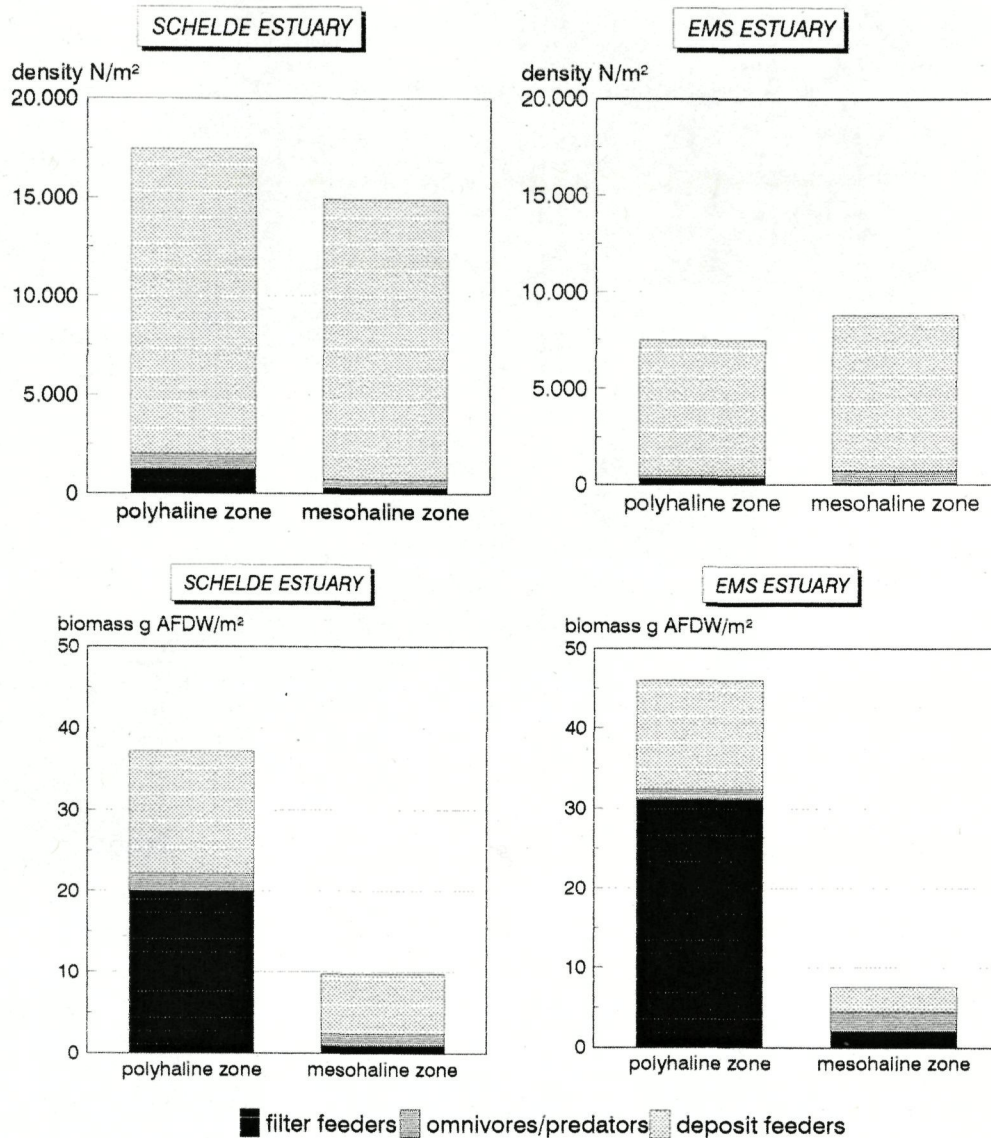 SCHELDE ESTUARY
density N/m²
20.000
15.000
10.000
5.000
0
polyhaline zone
mesohaline zone
EMS ESTUARY
density N/m²
20.000
15.000
10.000
5.000
0
polyhaline zone
mesohaline zone
SCHELDE ESTUARY
biomass g AFDW/m²
50
40
30
20
10
0
polyhaline zone
mesohaline zone
EMS ESTUARY
biomass g AFDW/m²
50
40
30
20
10
0
polyhaline zone
mesohaline zone
filter feeders omnivores/predators deposit feeders